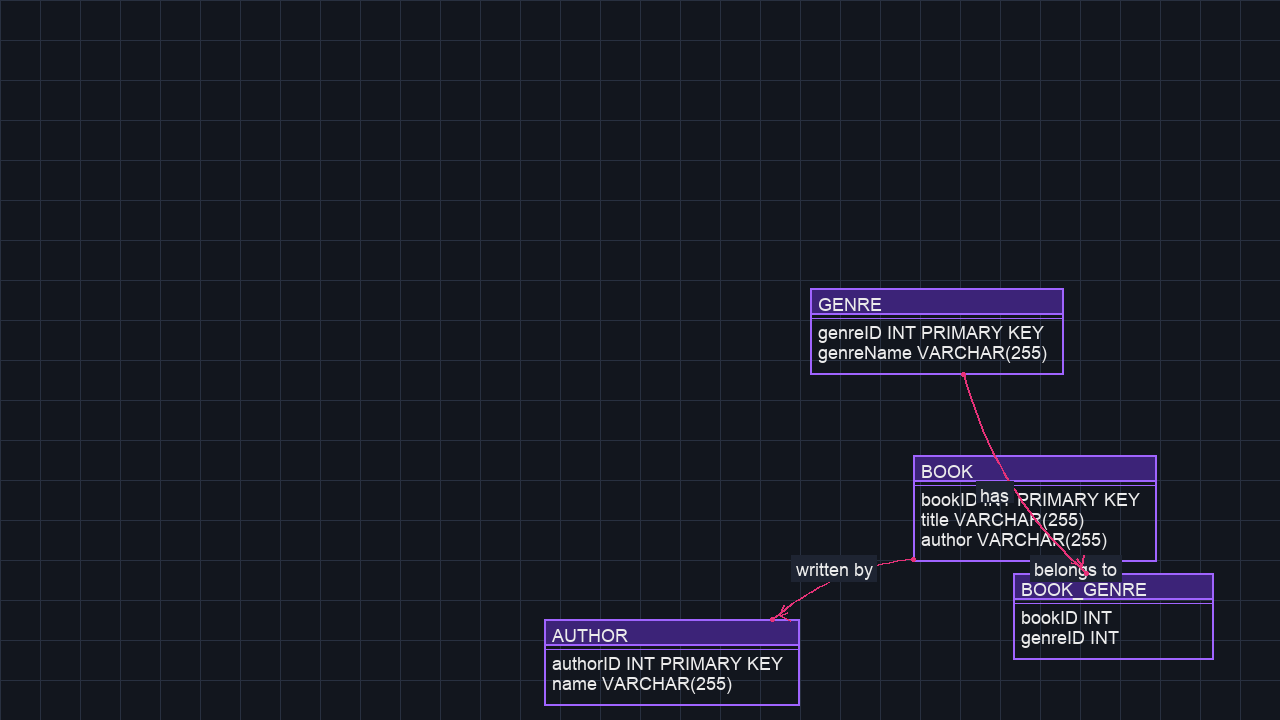 GENRE
genreID INT PRIMARY KEY
genreName VARCHAR(255)
BOOK
bookID INT PRIMARY KEY
has
title VARCHAR(255)
author VARCHAR(255)
written by
belongs to
BOOK_GENRE
bookID INT
genreID INT
AUTHOR
authorID INT PRIMARY KEY
name VARCHAR(255)